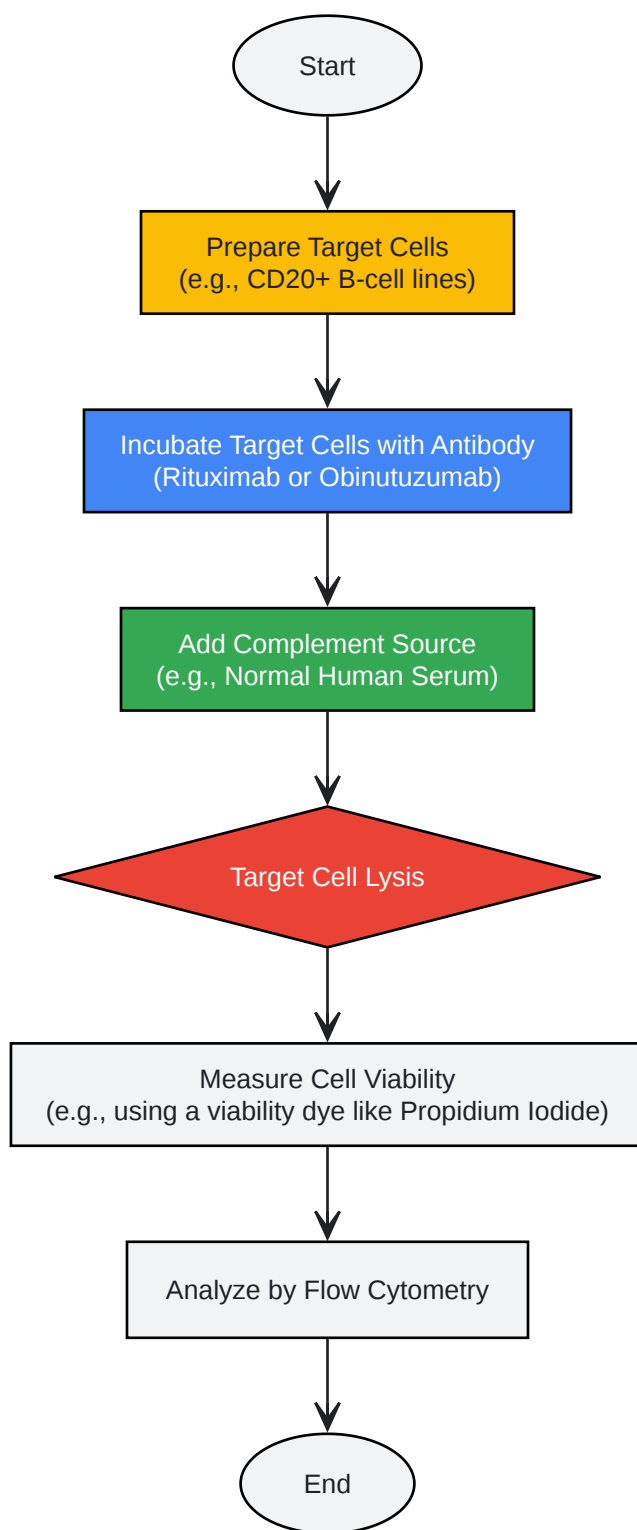 Start
Prepare Target Cells
(e.g., CD20+ B-cell lines)
Incubate Target Cells with Antibody
(Rituximab or Obinutuzumab)
Add Complement Source
(e.g., Normal Human Serum)
Target Cell Lysis
Measure Cell Viability
(e.g., using a viability dye like Propidium Iodide)
Analyze by Flow Cytometry
End